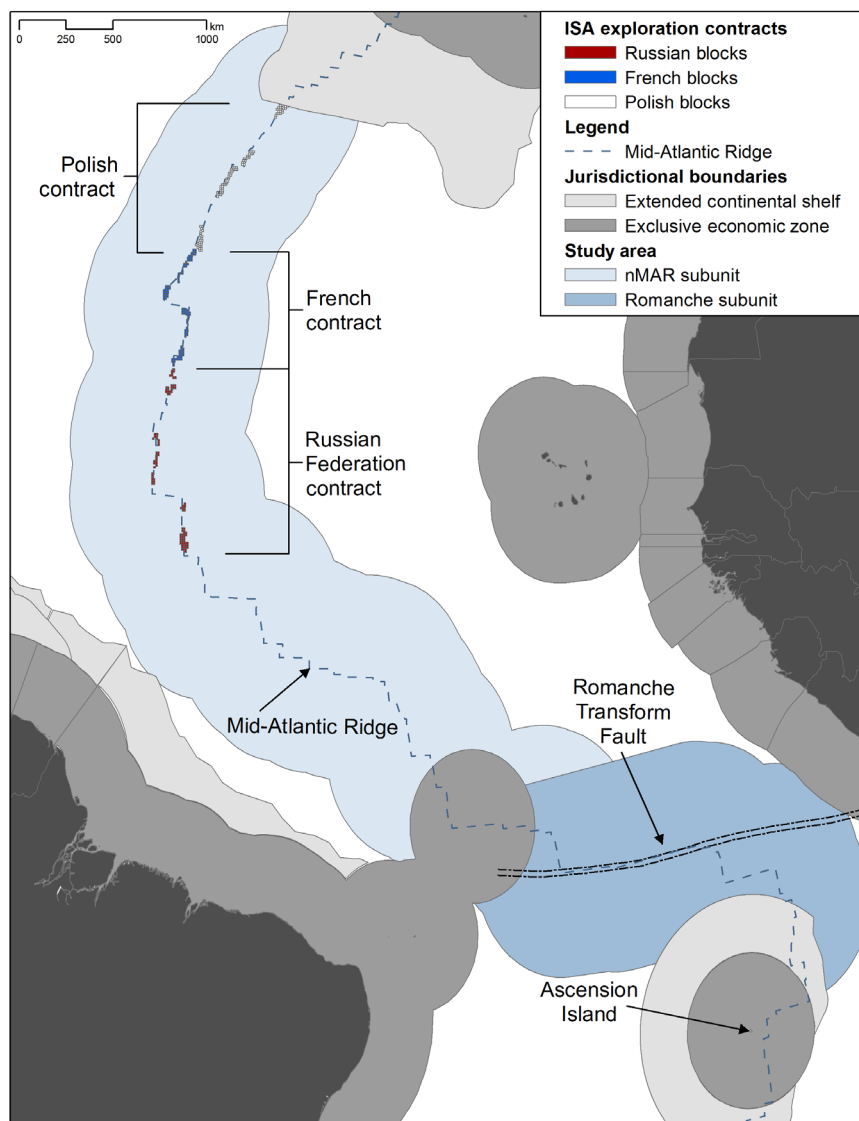 0 250 500 1000
km
ISA exploration contracts
Russian blocks
French blocks
Polish blocks
Legend
Mid-Atlantic Ridge
Jurisdictional boundaries
Extended continental shelf
Exclusive economic zone
Study area
nMAR subunit
Romanche subunit
Polish
contract
French
contract
Russian
Federation
contract
Mid-Atlantic Ridge
Romanche
Transform
Fault
Ascension
Island